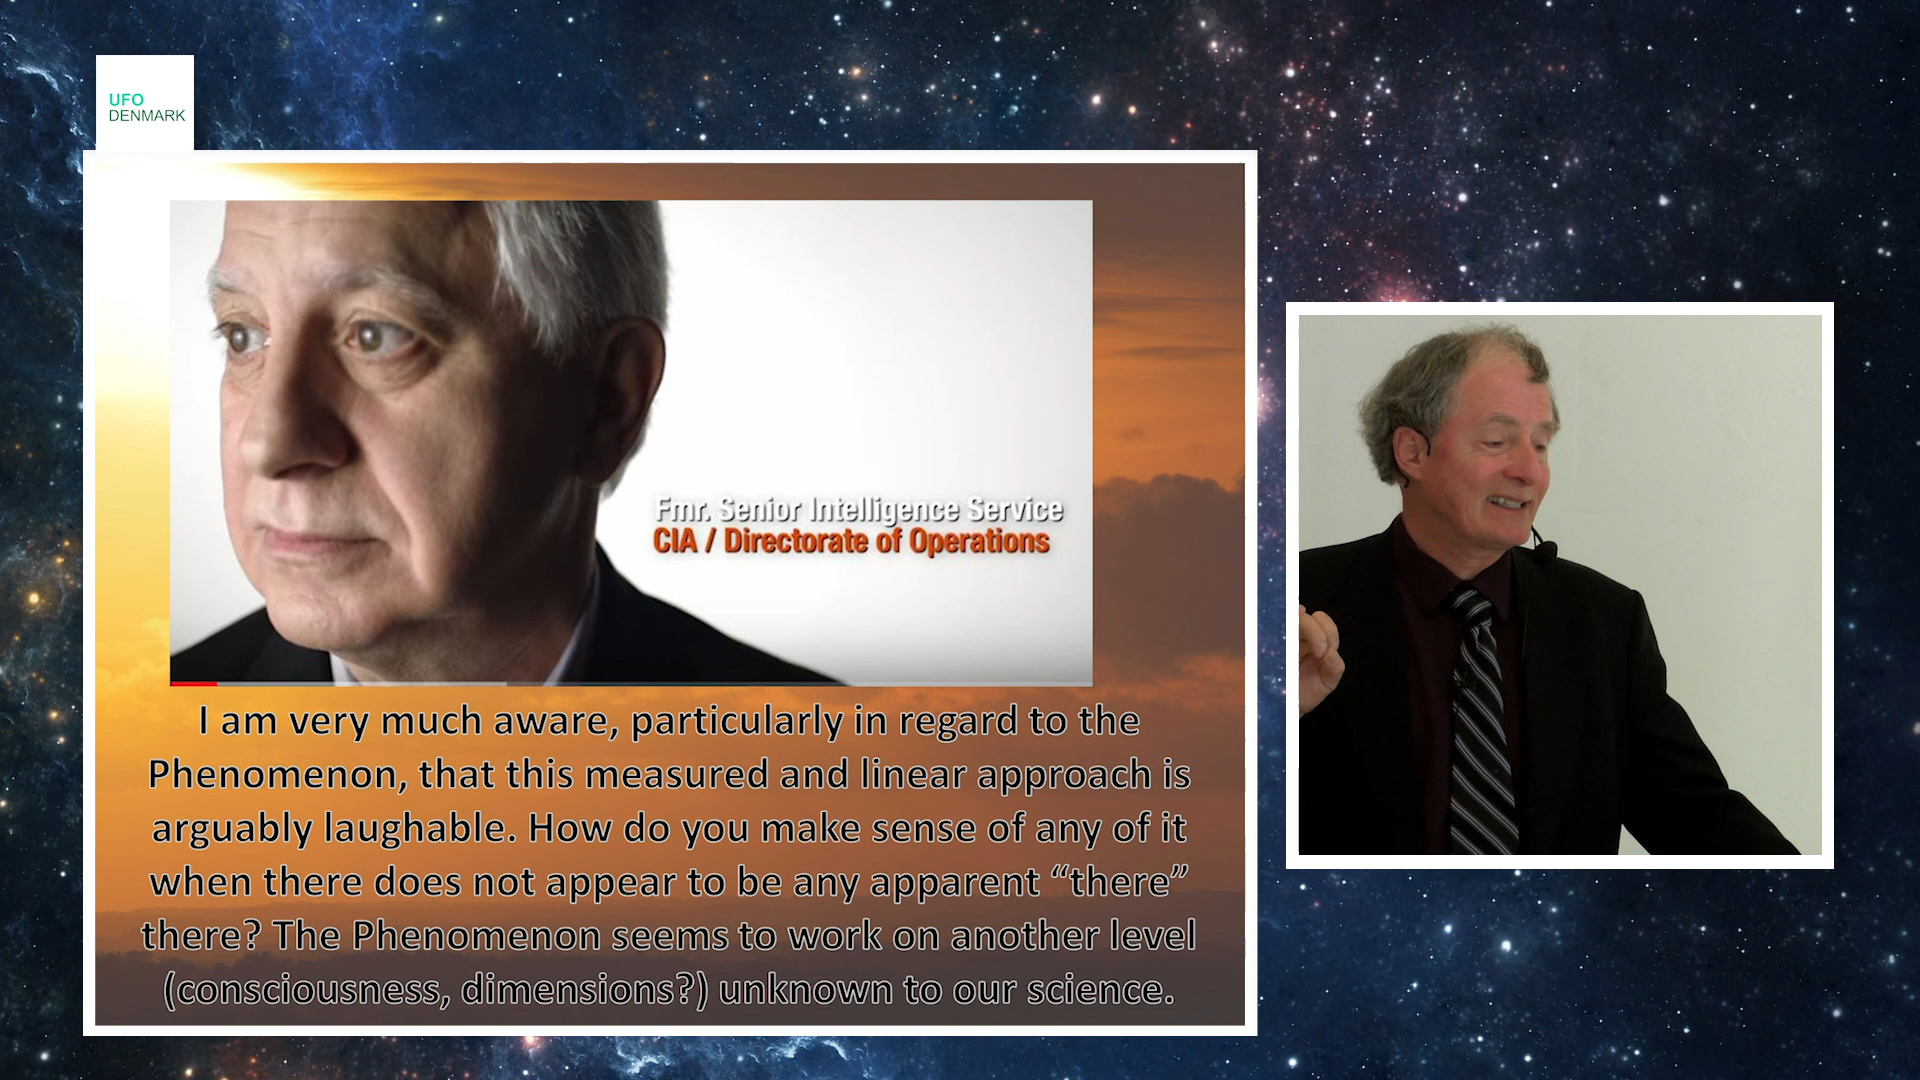 UFO
DENMARK
Fmr. Senior Intelligence Service
CIA / Directorate of Operations
I am very much aware, particularly in regard to the
Phenomenon, that this measured and linear approach is
arguably laughable. How do you make sense of any of it
when there does not appear to be any apparent “there”
there? The Phenomenon seems to work on another level
(consciousness, dimensions?) unknown to our science.